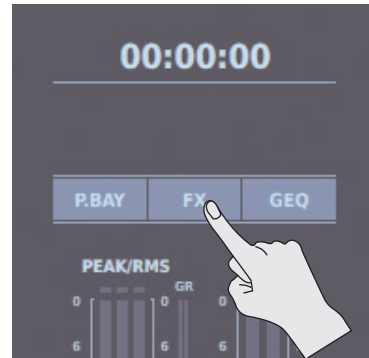 00:00:00
P.BAY FX GEQ
PEAK/RMS
GR
0 0 0
6 6 6